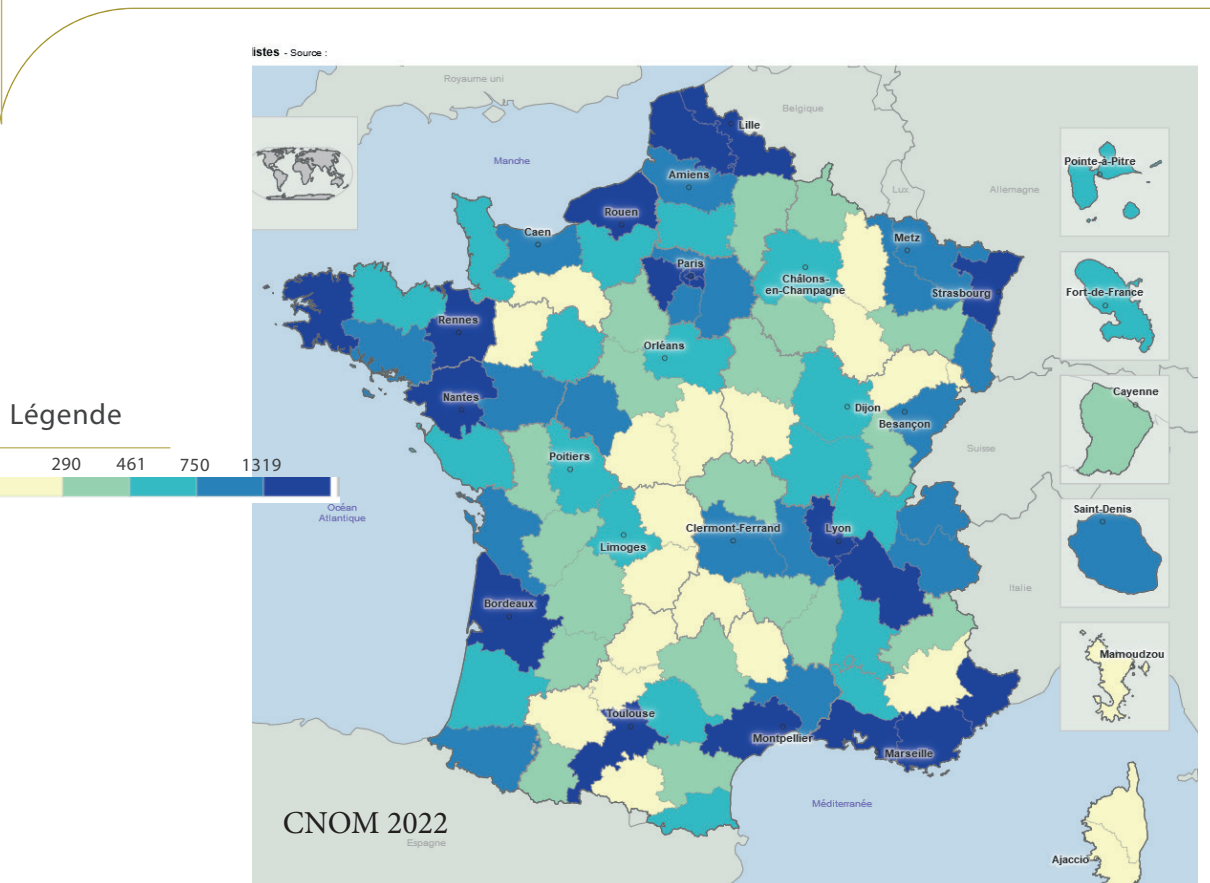 istes - Source :
Royaume uni
Belgique
Lille
Manche
Pointe-à-Pitre
Amiens
Lux
Allemagne
Rouen
Caen
Metz
Paris
Châlons-
en-Champagne
Strasbourg
Fort-de-France
Rennes
Orléans
Nantes
Dijon
Cayenne
Besançon
Légende
Suisse
Poitiers
290 461 750 1319
Océan
Atlantique
Saint-Denis
Clermont-Ferrand
Lyon
Limoges
Italie
Bordeaux
Mamoudzou
Toulouse
Montpellier
Marseille
Méditerranée
CNOM 2022
Espagne
Ajaccio